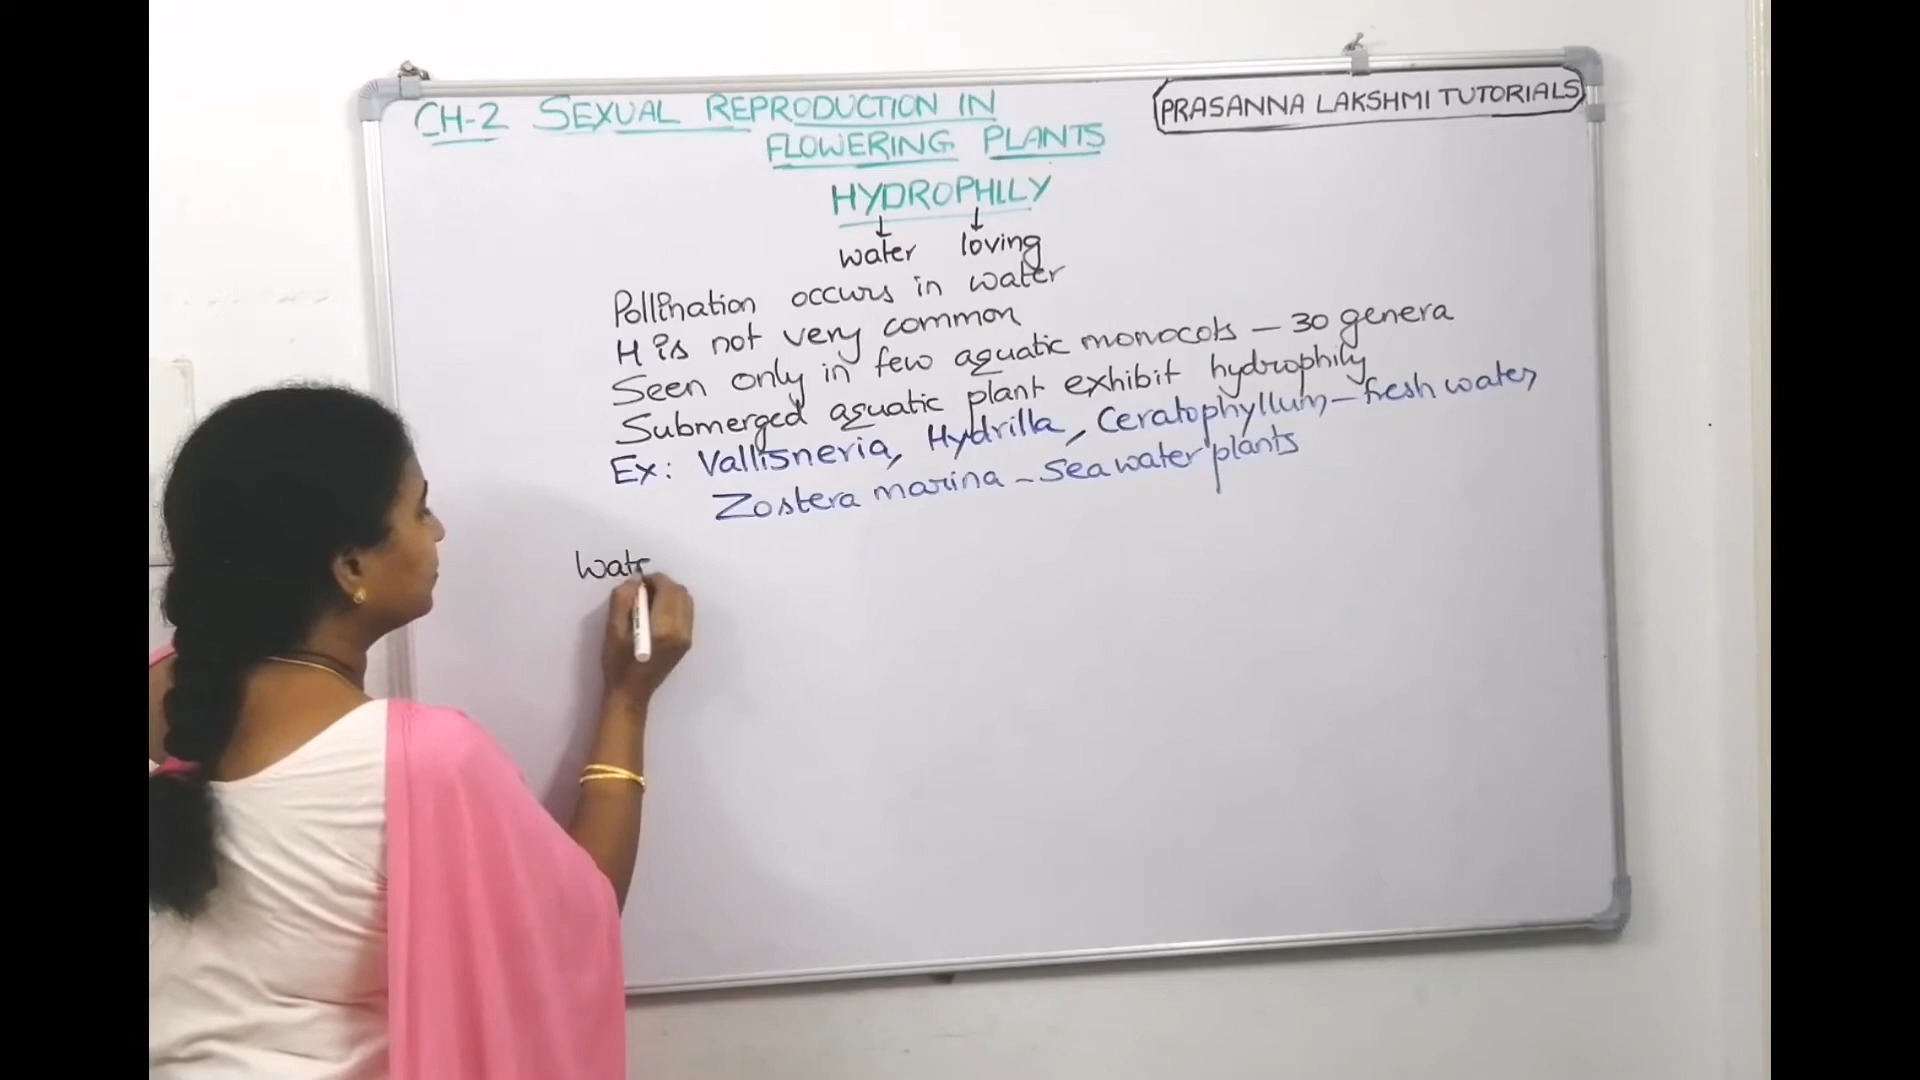 CH-2 SEXUAL REPRODUCTION IN
FLOWERING PLANTS
PRASANNA LAKSHMI TUTORIALS
HYDROPHILY
water loving
Pollination occurs in water
H is not very common
Seen only in few aquatic monocots - 30 genera
Submerged aquatic plant exhibit hydrophily
Ex: Vallisneria, Hydrilla, Ceratophyllum - fresh water,
Zostera marina - Sea water plants
Wate